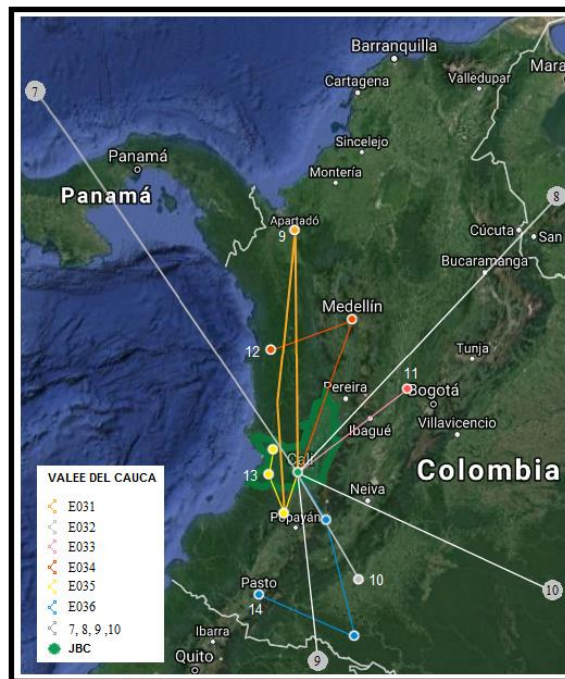 Barranquilla
Cartagena
Valledupar
Mara
7
Sincelejo
Panamá
Montería
Panamá
8
Apartadó
9
Cúcuta
San
Bucaramanga
Medellín
12
Tunja
11
Pereira
Bogotá
Ibagué
Villavicencio
Cali
Colombia
13
Neiva
Popayán
VALEE DEL CAUCA
E031
E032
E033
E034
E035
E036
7, 8, 9 ,10
JBC
10
10
Pasto
14
Ibarra
9
Quito